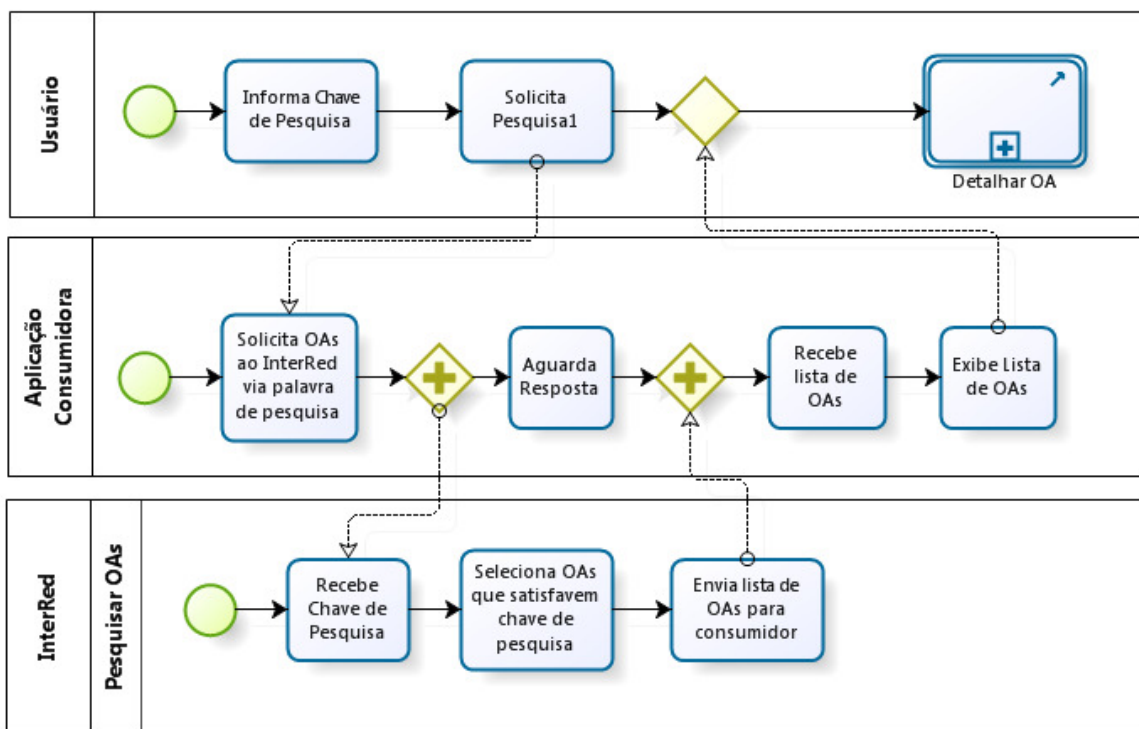 Usuário
Informa Chave
de Pesquisa
Solicita
Pesquisa1
Detalhar OA
Aplicação
Consumidora
Solicita OAs
ao InterRed
via palavra
de pesquisa
Aguarda
Resposta
Recebe
lista de
OAs
Exibe Lista
de OAs
InterRed
Pesquisar OAs
Recebe
Chave de
Pesquisa
Seleciona OAs
que satisfavem
chave de
pesquisa
Envia lista de
OAs para
consumidor